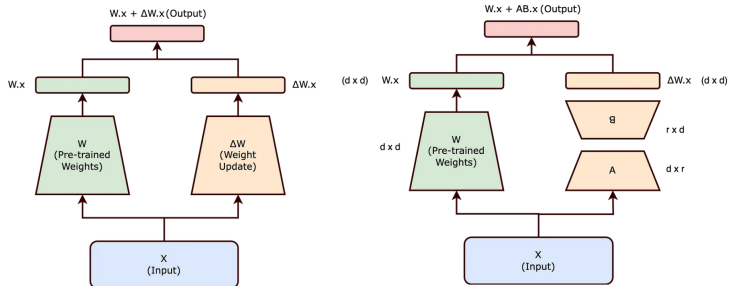 W.x + ΔW.x (Output)
W.x
ΔW.x
W
(Pre-trained
Weights)
ΔW
(Weight
Update)
X
(Input)
W.x + AB.x (Output)
(d x d)
W.x
ΔW.x
(d x d)
d x d
W
(Pre-trained
Weights)
B
r x d
A
d x r
X
(Input)